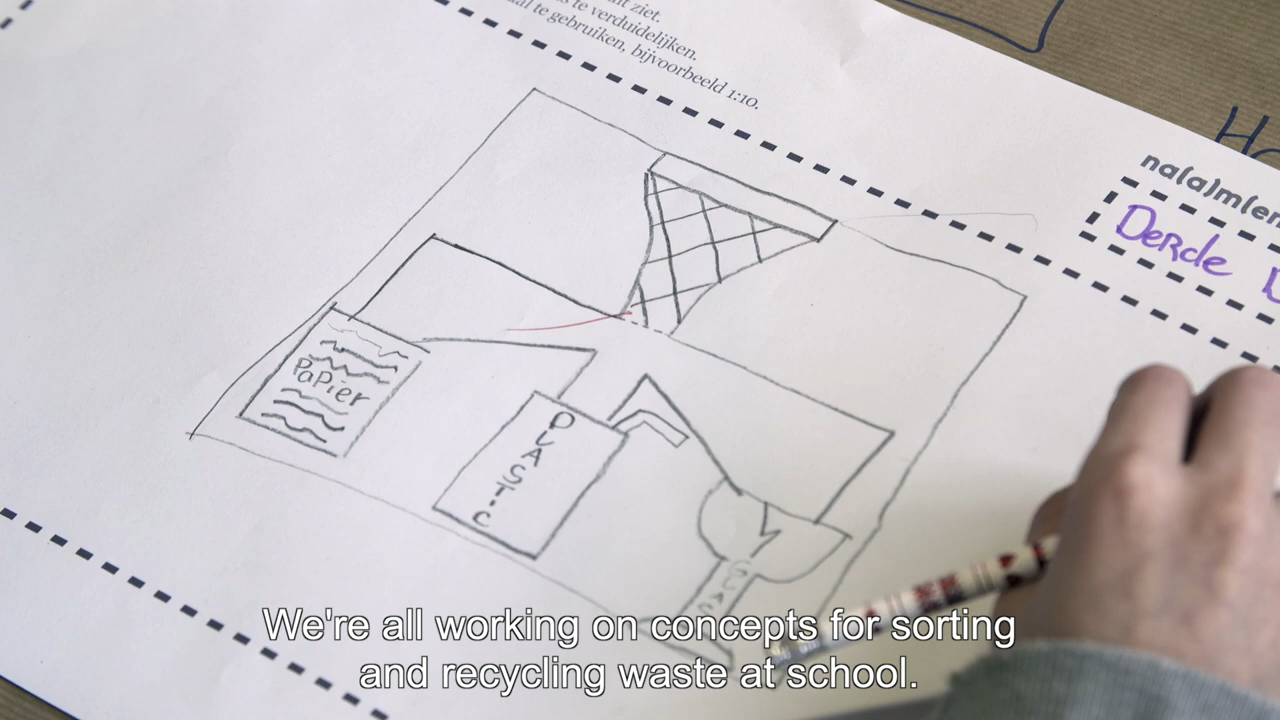 ziet.
te verduidelijken.
te gebruiken, bijvoorbeeld 1:10.
na(a)m(en
Derde
Papier
PLASTIC
We're all working on concepts for sorting
and recycling waste at school.